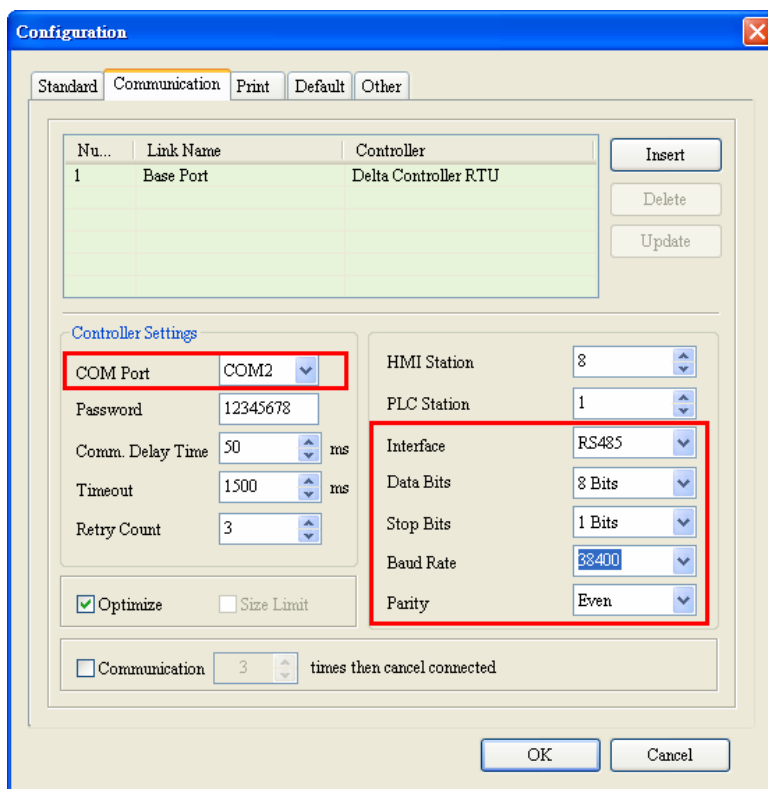 Configuration
Standard Communication Print Default Other
Nu... Link Name Controller
1 Base Port Delta Controller RTU
Insert
Delete
Update
Controller Settings
COM Port COM2
Password 12345678
Comm. Delay Time 50 ms
Timeout 1500 ms
Retry Count 3
HMI Station 8
PLC Station 1
Interface RS485
Data Bits 8 Bits
Stop Bits 1 Bits
Baud Rate 38400
Parity Even
Optimize Size Limit
Communication 3 times then cancel connected
OK Cancel